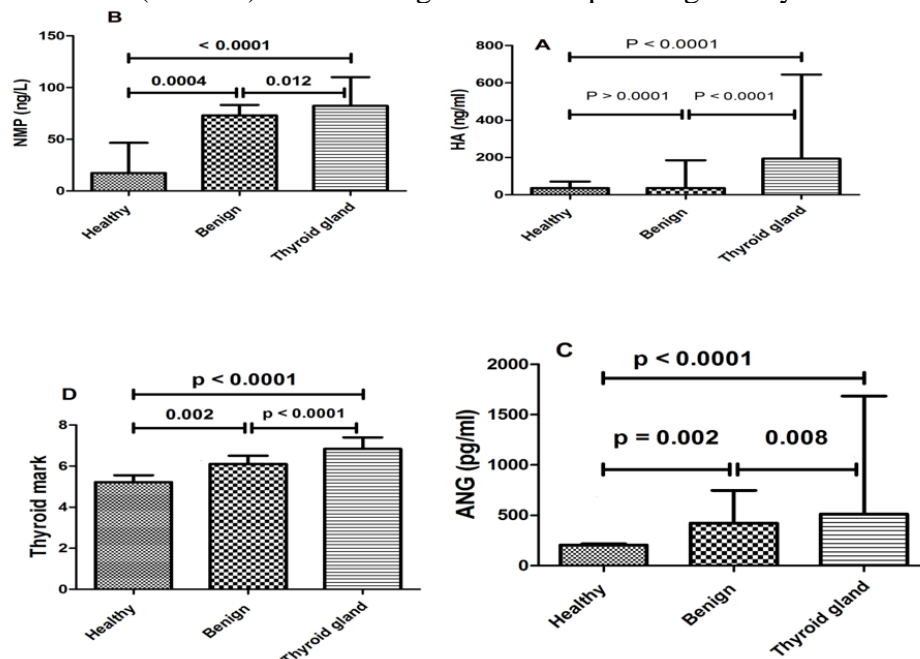 B
< 0.0001
0.0004
0.012
NMP (ng/L)
150
100
50
0
Healthy
Benign
Thyroid gland
A
P < 0.0001
P > 0.0001
P < 0.0001
HA (ng/ml)
800
600
400
200
0
Healthy
Benign
Thyroid gland
D
p < 0.0001
0.002
p < 0.0001
Thyroid mark
8
6
4
2
0
Healthy
Benign
Thyroid gland
C
p < 0.0001
p = 0.002
0.008
ANG (pg/ml)
2000
1500
1000
500
0
Healthy
Benign
Thyroid gland